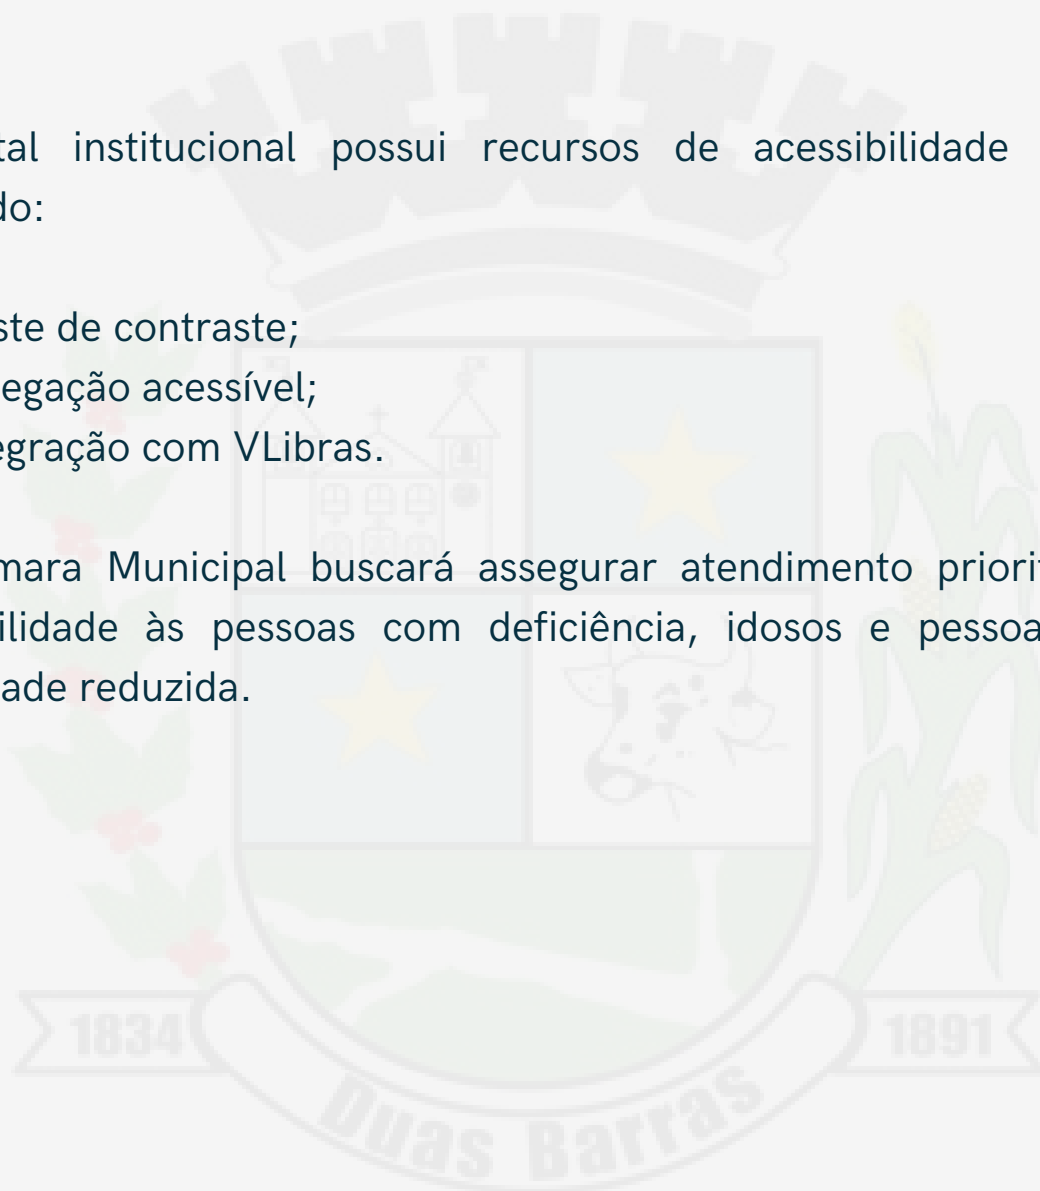 tal institucional possui recursos de acessibilidade
do:
ste de contraste;
egação acessível;
egração com VLibras.
mara Municipal buscará assegurar atendimento priorit
ilidade às pessoas com deficiência, idosos e pessoa
ade reduzida.
1834
1891
Duas Barras